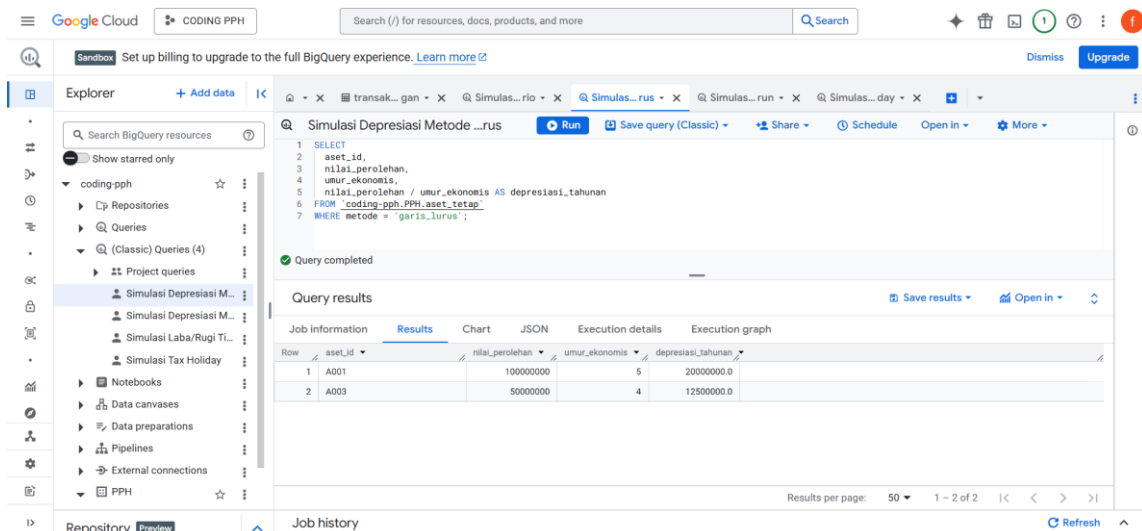 Google Cloud
CODING PPH
Search (/) for resources, docs, products, and more
Search
1
f
Sandbox Set up billing to upgrade to the full BigQuery experience. Learn more
Dismiss
Upgrade
Explorer
+ Add data
Search BigQuery resources
Show starred only
coding-pph
Repositories
Queries
(Classic) Queries (4)
Project queries
Simulasi Depresiasi M...
Simulasi Depresiasi M...
Simulasi Laba/Rugi Ti...
Simulasi Tax Holiday
Notebooks
Data canvases
Data preparations
Pipelines
External connections
PPH
Repository Preview
transak... gan
Simulas...rio
Simulas...rus
Simulas...run
Simulas...day
Simulasi Depresiasi Metode ...rus
Run
Save query (Classic)
Share
Schedule
Open in
More
1 SELECT
2 aset_id,
3 nilai_perolehan,
4 umur_ekonomis,
5 nilai_perolehan / umur_ekonomis AS depresiasi_tahunan
6 FROM `coding-pph.PPH.aset_tetap`
7 WHERE metode = 'garis_lurus';
Query completed
Query results
Save results
Open in
Job information Results Chart JSON Execution details Execution graph
Row aset_id nilai_perolehan umur_ekonomis depresiasi_tahunan
1 A001 100000000 5 20000000.0
2 A003 50000000 4 12500000.0
Results per page: 50 1 – 2 of 2
Job history
Refresh